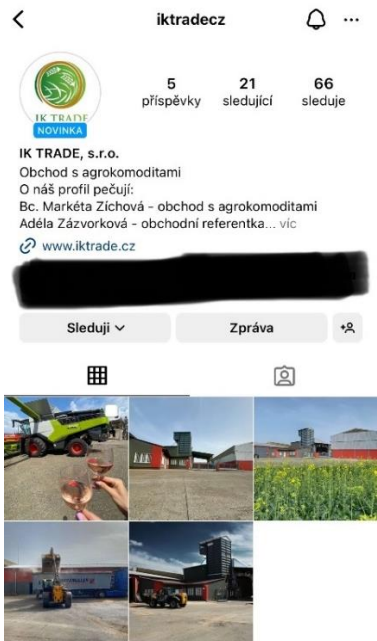 iktradecz
IK TRADE
NOVINKA
5 21 66
příspěvky sledující sleduje
IK TRADE, s.r.o.
Obchod s agrokomoditami
O náš profil pečují:
Bc. Markéta Zíchová - obchod s agrokomoditami
Adéla Zázvorková - obchodní referentka... víc
www.iktrade.cz
Sleduji Zpráva